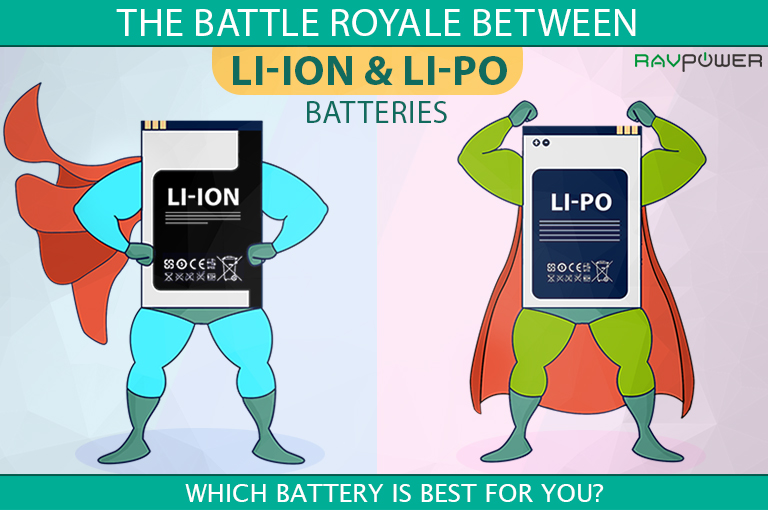 THE BATTLE ROYALE BETWEEN
LI-ION & LI-PO
BATTERIES
RAVPOWER
LI-ION
LI-PO
WHICH BATTERY IS BEST FOR YOU?